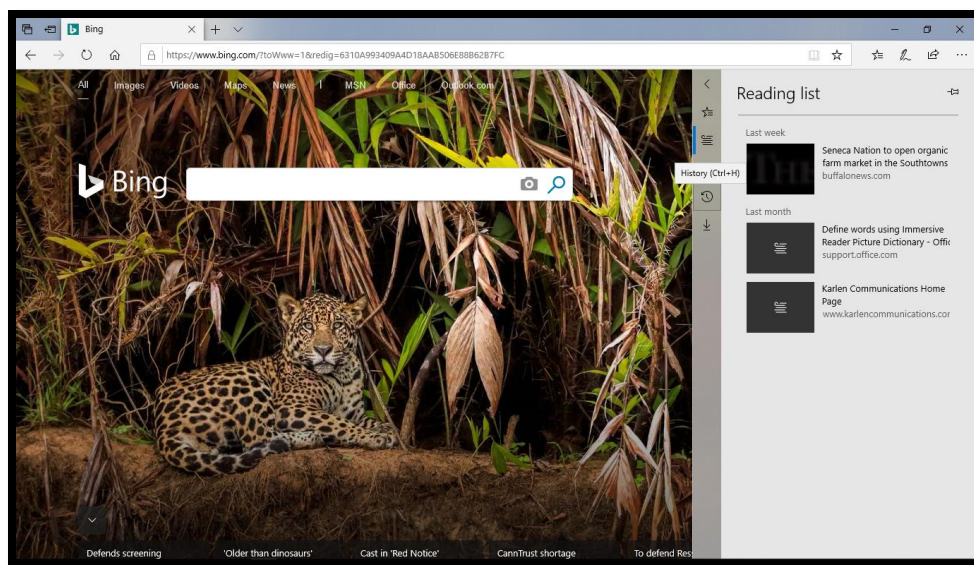 Bing
https://www.bing.com/?toWww=1&redig=6310A993409A4D18AAB506E88B62B7FC
All Images Videos Maps News | MSN Office Outlook.com
Reading list
Last week
Seneca Nation to open organic
farm market in the Southtowns
buffalonews.com
Bing
History (Ctrl+H)
Last month
Define words using Immersive
Reader Picture Dictionary - Offic
support.office.com
Karlen Communications Home
Page
www.karlencommunications.cor
Defends screening 'Older than dinosaurs' Cast in 'Red Notice' CannTrust shortage To defend Res